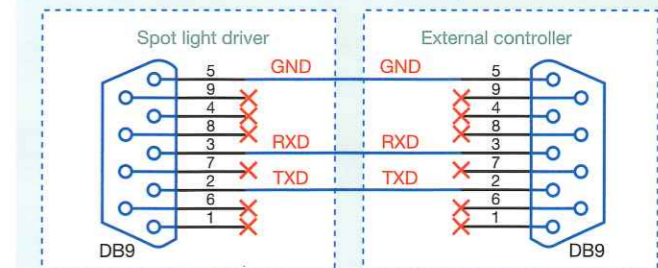 Spot light driver External controller
5 GND GND 5
9 9
4 4
8 8
3 RXD RXD 3
7 7
2 TXD TXD 2
6 6
1 1
DB9 DB9